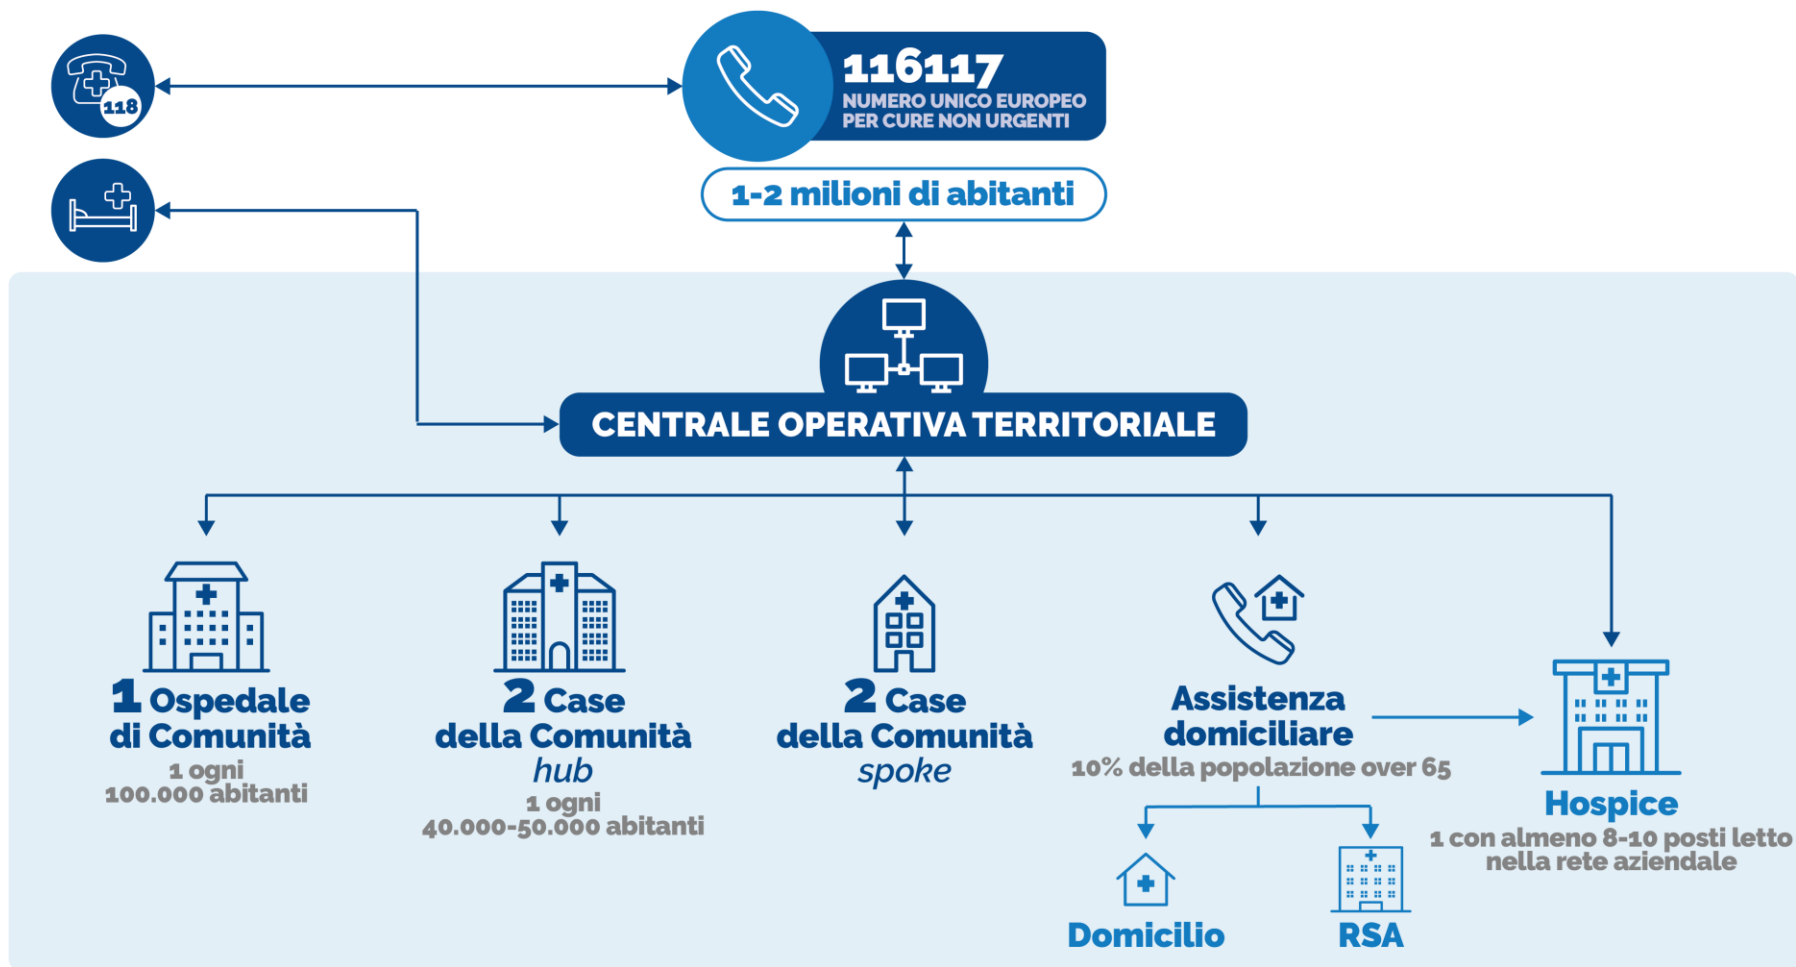 118
116117
NUMERO UNICO EUROPEO
PER CURE NON URGENTI
1-2 milioni di abitanti
CENTRALE OPERATIVA TERRITORIALE
1 Ospedale
di Comunità
1 ogni
100.000 abitanti
2 Case
della Comunità
hub
1 ogni
40.000-50.000 abitanti
2 Case
della Comunità
spoke
Assistenza
domiciliare
10% della popolazione over 65
Domicilio
RSA
Hospice
1 con almeno 8-10 posti letto
nella rete aziendale